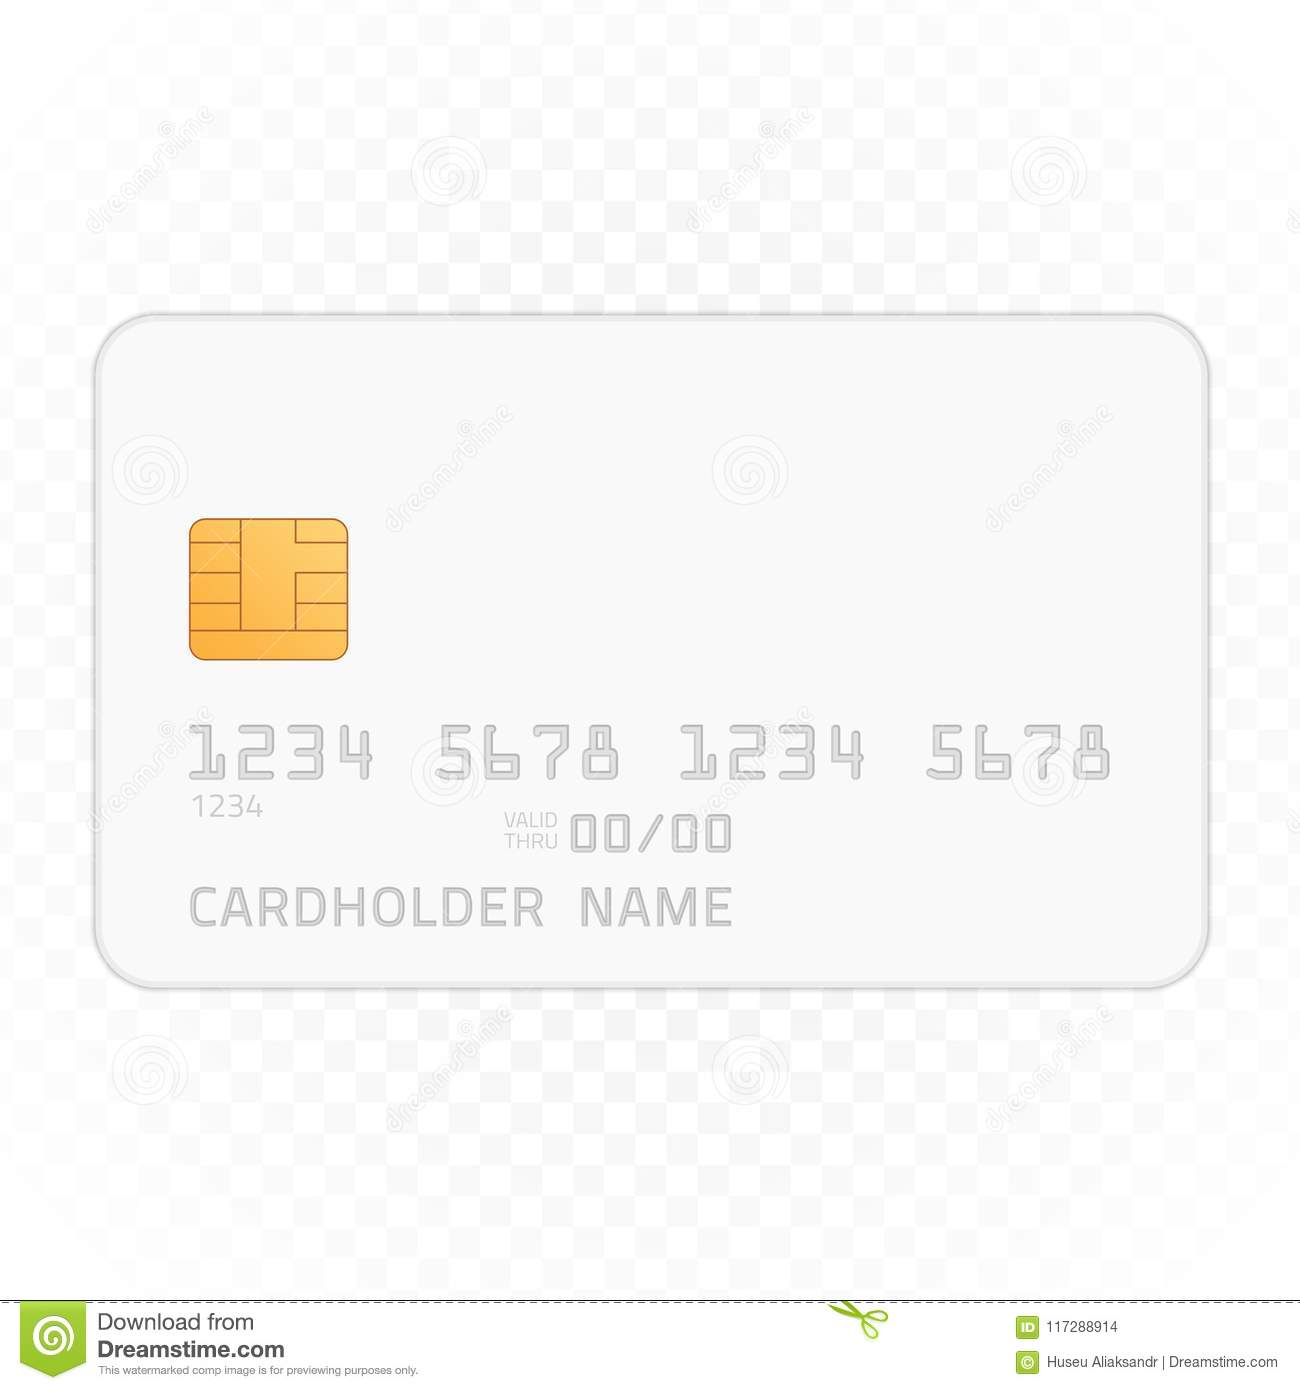 1234 5678 1234 5678
1234
VALID
THRU
00/00
CARDHOLDER NAME
Download from
Dreamstime.com
This watermarked comp image is for previewing purposes only.
ID 117288914
© Huseu Aliaksandr | Dreamstime.com
dreamstime